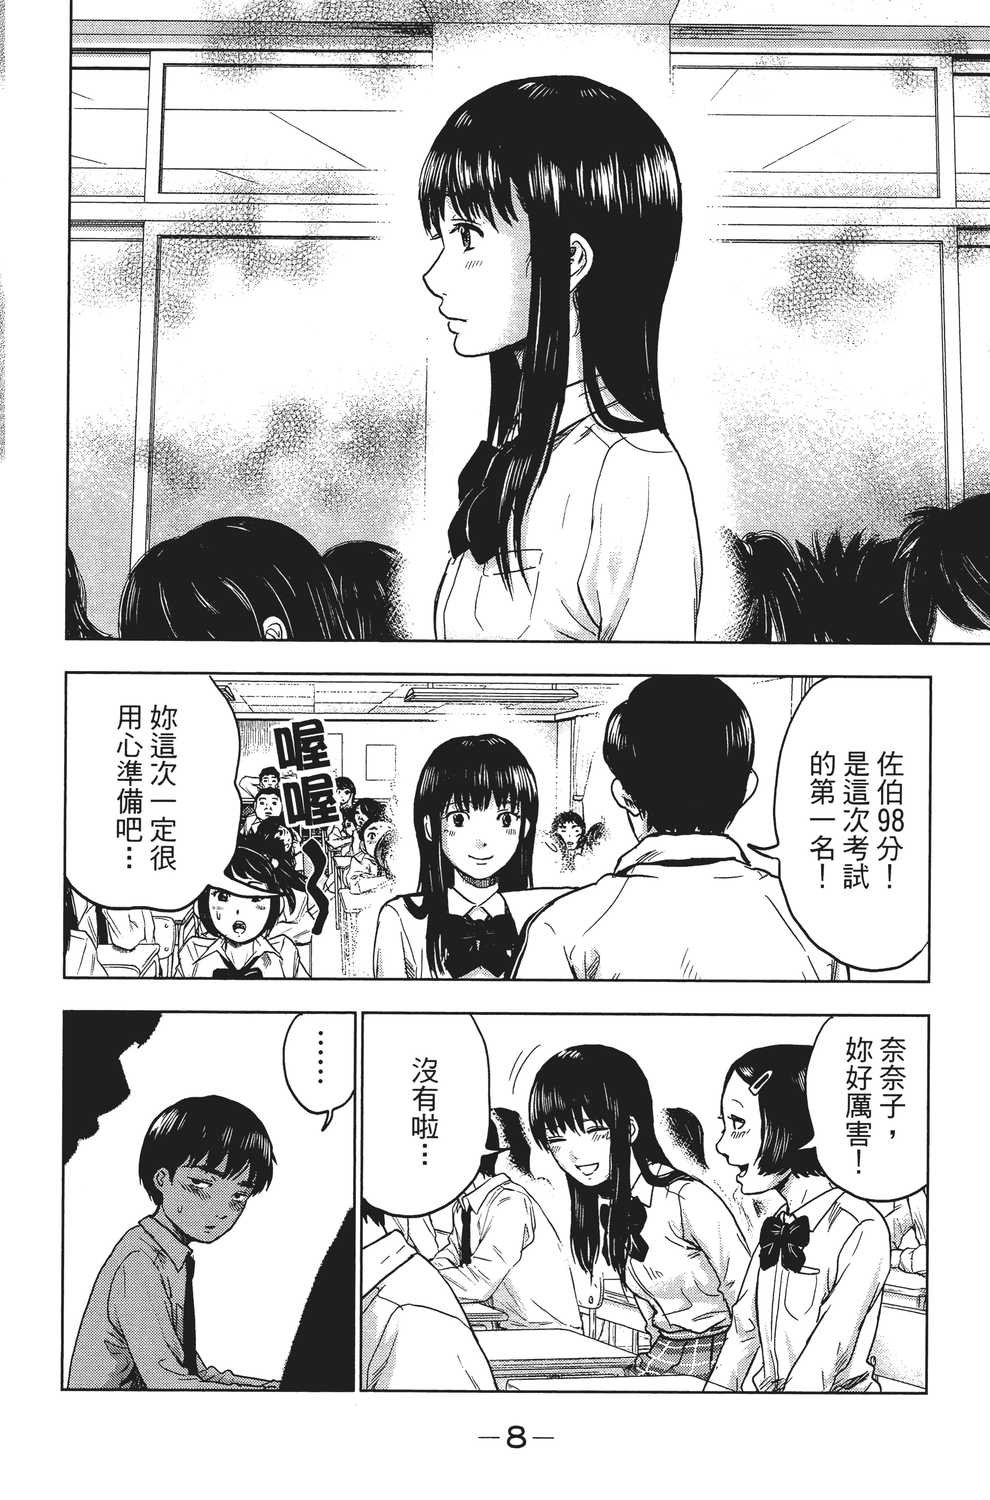 佐伯98分！
是這次考試
的第一名！
喔
喔
〜
妳這次一定很
用心準備吧…
奈奈子，
妳好厲害！
沒有啦…
……
—8—